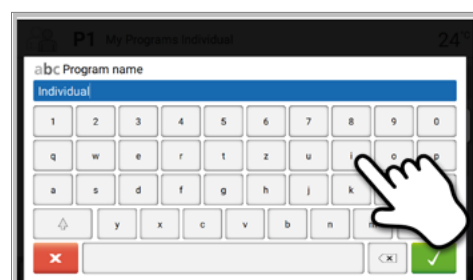 P1 My Programs Individual 24°
abc Program name
Individual
1 2 3 4 5 6 7 8 9 0
q w e r t z u i o p
a s d f g h j k
y x c v b n m